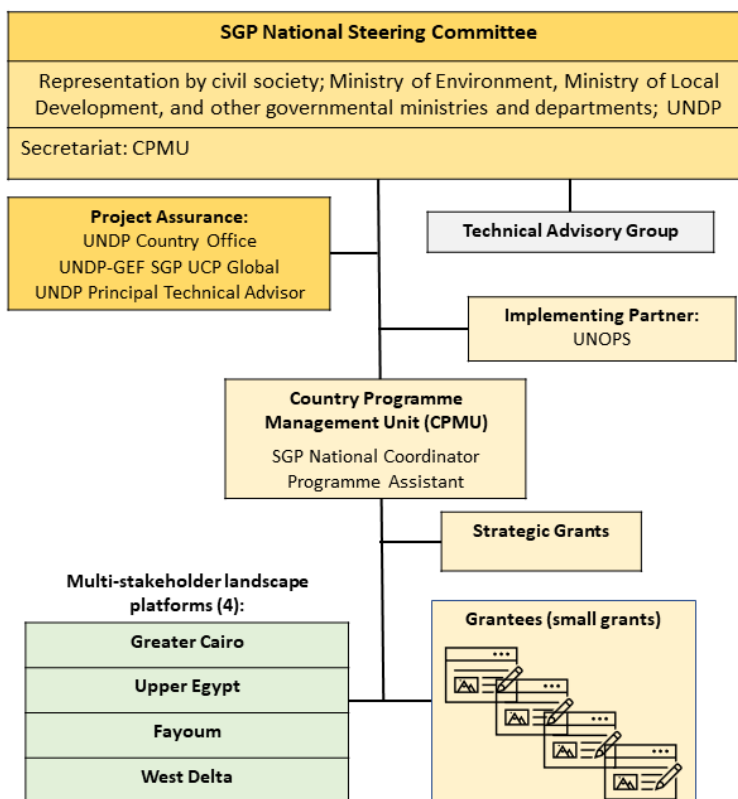 SGP National Steering Committee
Representation by civil society; Ministry of Environment, Ministry of Local
Development, and other governmental ministries and departments; UNDP
Secretariat: CPMU
Project Assurance:
UNDP Country Office
UNDP-GEF SGP UCP Global
UNDP Principal Technical Advisor
Technical Advisory Group
Implementing Partner:
UNOPS
Country Programme
Management Unit (CPMU)
SGP National Coordinator
Programme Assistant
Strategic Grants
Multi-stakeholder landscape
platforms (4):
Greater Cairo
Upper Egypt
Fayoum
West Delta
Grantees (small grants)